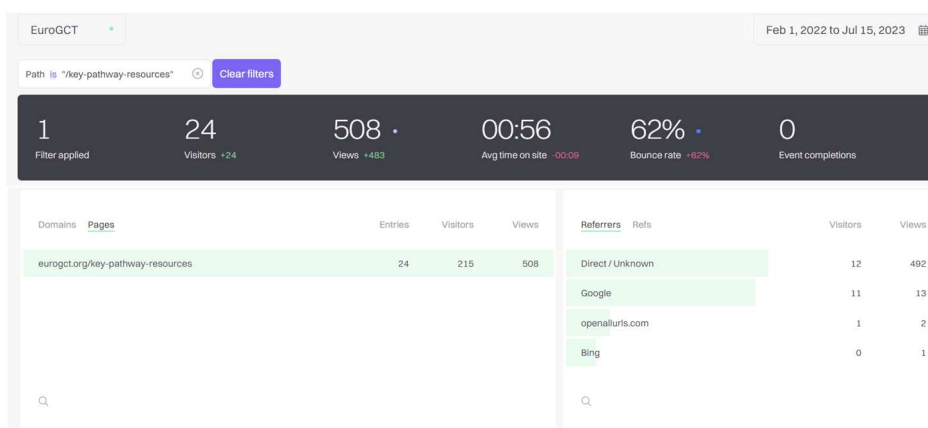 EuroGCT
Feb 1, 2022 to Jul 15, 2023
Path is "/key-pathway-resources"
Clear filters
1 24 508 00:56 62% 0
Filter applied Visitors +24 Views +483 Avg time on site -00:09 Bounce rate +62% Event completions
Domains Pages Entries Visitors Views
eurogct.org/key-pathway-resources 24 215 508
Referrers Refs Visitors Views
Direct / Unknown 12 492
Google 11 13
openallurls.com 1 2
Bing 0 1